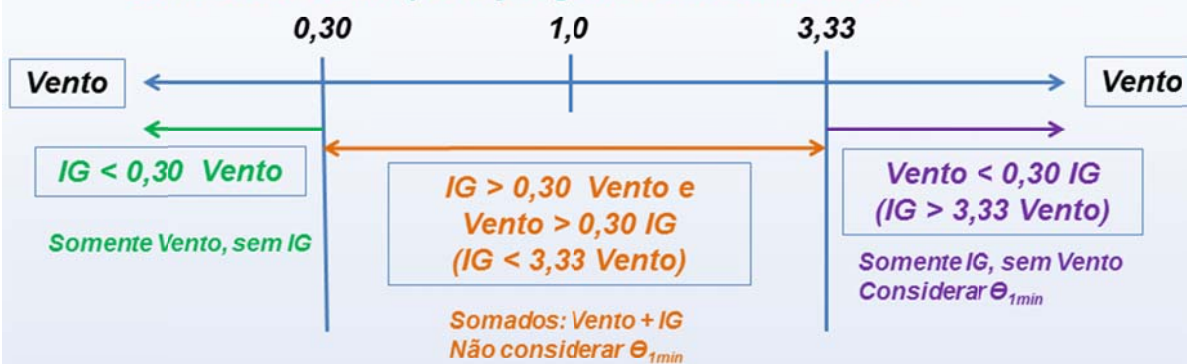 0,30 1,0 3,33
Vento
Vento
IG < 0,30 Vento
Somente Vento, sem IG
IG > 0,30 Vento e
Vento > 0,30 IG
(IG < 3,33 Vento)
Somados: Vento + IG
Não considerar Θ1min
Vento < 0,30 IG
(IG > 3,33 Vento)
Somente IG, sem Vento
Considerar Θ1min